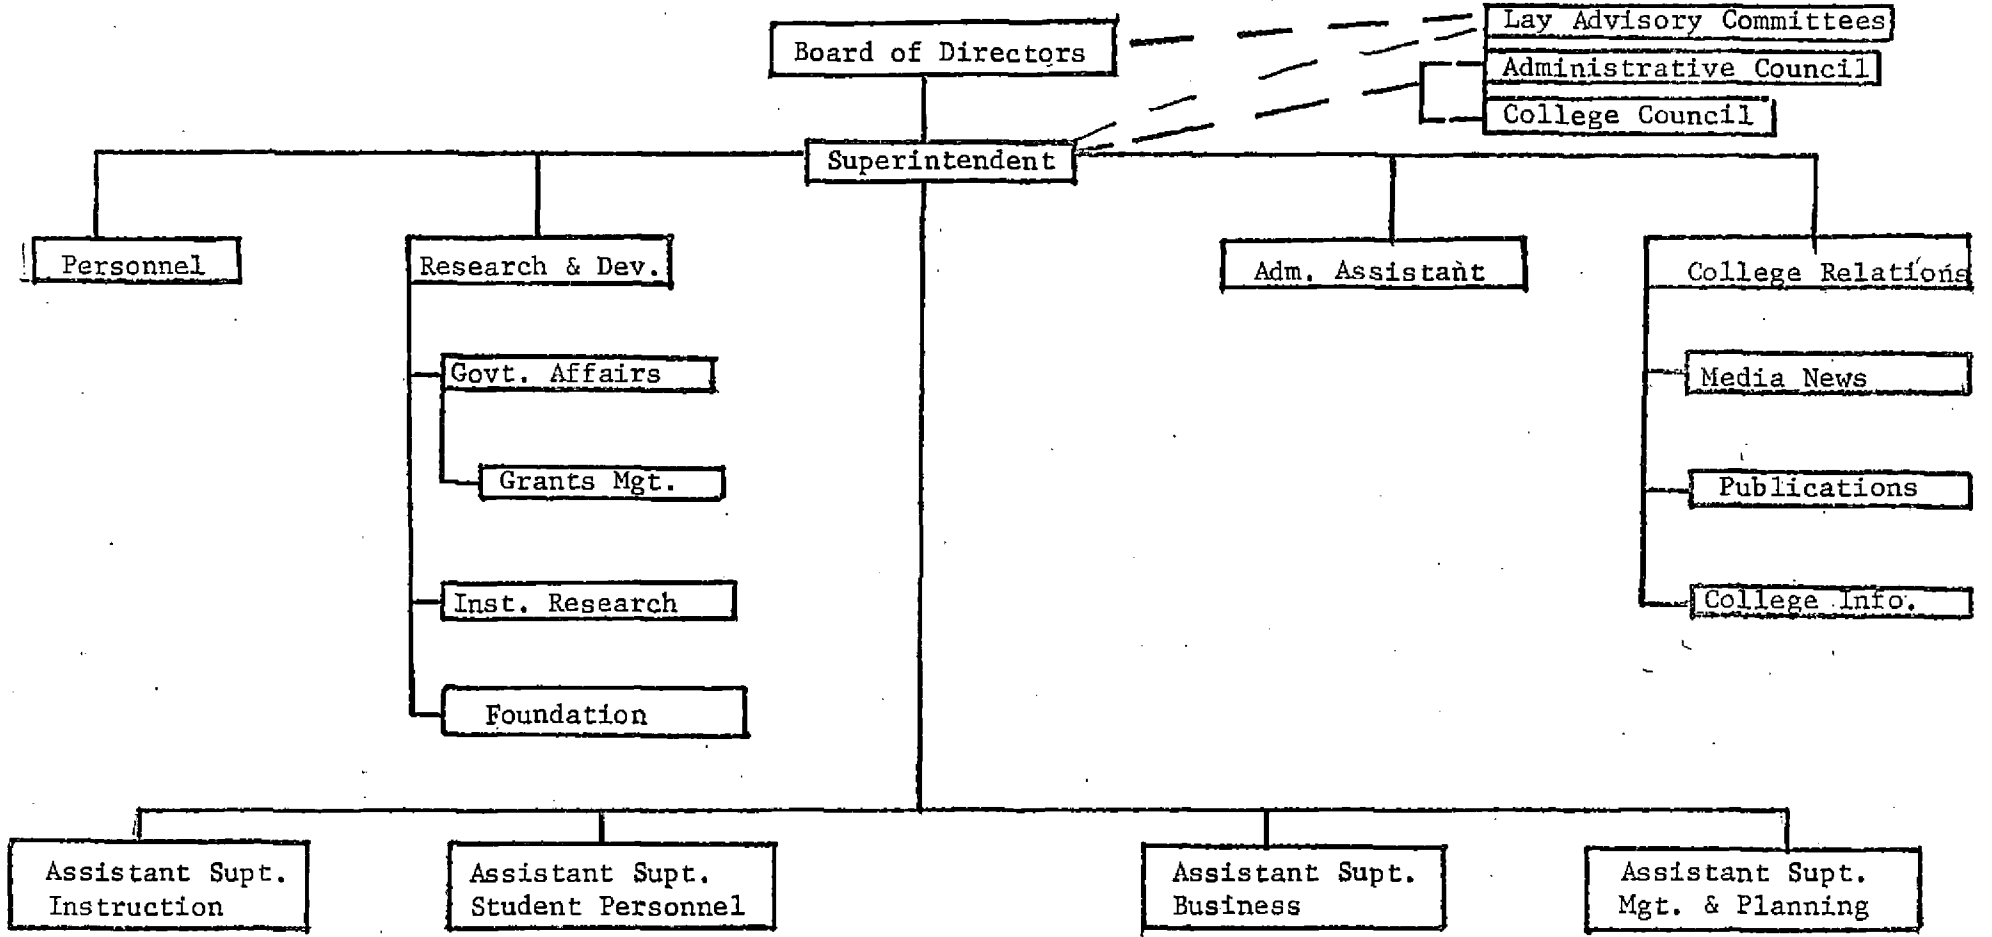 Lay Advisory Committees
Board of Directors
Administrative Council
College Council
Superintendent
Personnel
Research & Dev.
Adm. Assistant
College Relations
Govt. Affairs
Media News
Grants Mgt.
Publications
Inst. Research
College Info.
Foundation
Assistant Supt.
Instruction
Assistant Supt.
Student Personnel
Assistant Supt.
Business
Assistant Supt.
Mgt. & Planning